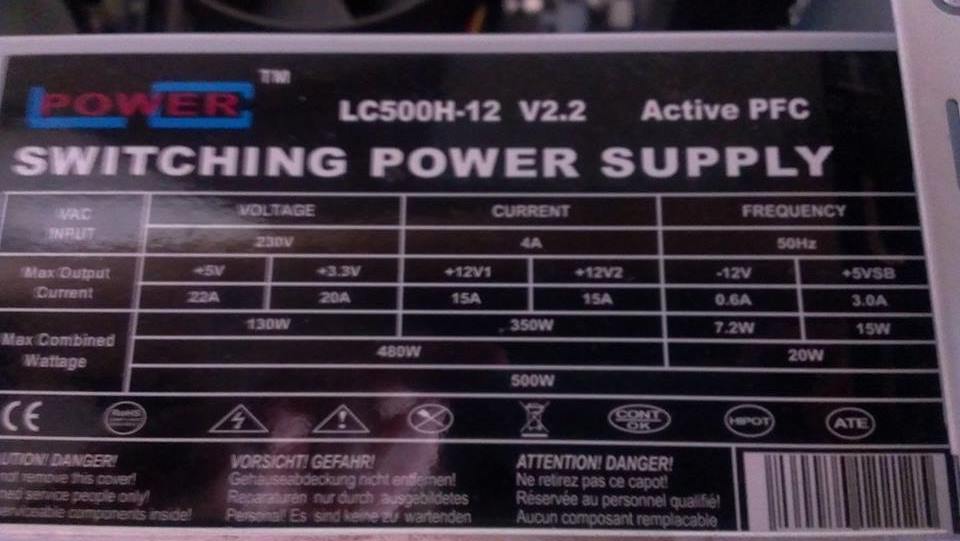 POWER TM
LC500H-12 V2.2 Active PFC
SWITCHING POWER SUPPLY
VAC INPUT VOLTAGE CURRENT FREQUENCY
230V 4A 50Hz
Max Output Current +5V +3.3V +12V1 +12V2 -12V +5VSB
22A 20A 15A 15A 0.6A 3.0A
Max Combined Wattage 130W 350W 7.2W 15W
480W 20W
500W
CE RoHS CONT OK HIPOT ATE
UTION! DANGER!
not remove this cover!
ned service people only!
erviceable components inside!
VORSICHT! GEFAHR!
Gehäuseabdeckung nicht entfernen!
Reparaturen nur durch ausgebildetes
Personal! Es sind keine zu wartenden
ATTENTION! DANGER!
Ne retirez pas ce capot!
Réservée au personnel qualifié!
Aucun composant remplacable